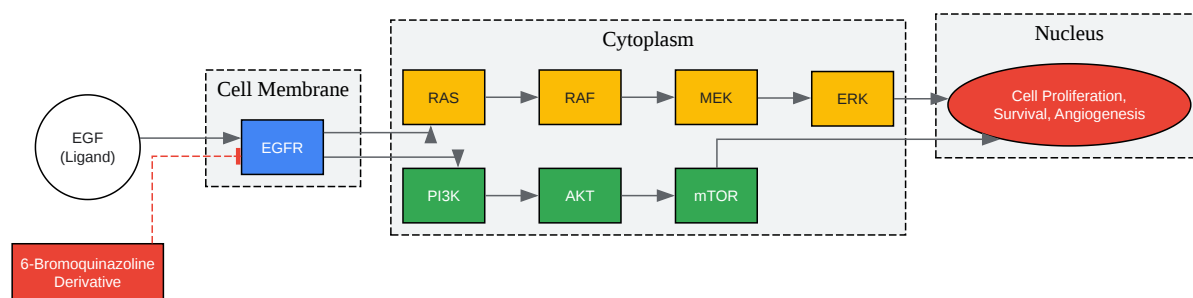 Nucleus
Cytoplasm
Cell Membrane
EGF
(Ligand)
EGFR
RAS
RAF
MEK
ERK
Cell Proliferation,
Survival, Angiogenesis
PI3K
AKT
mTOR
6-Bromoquinazoline
Derivative